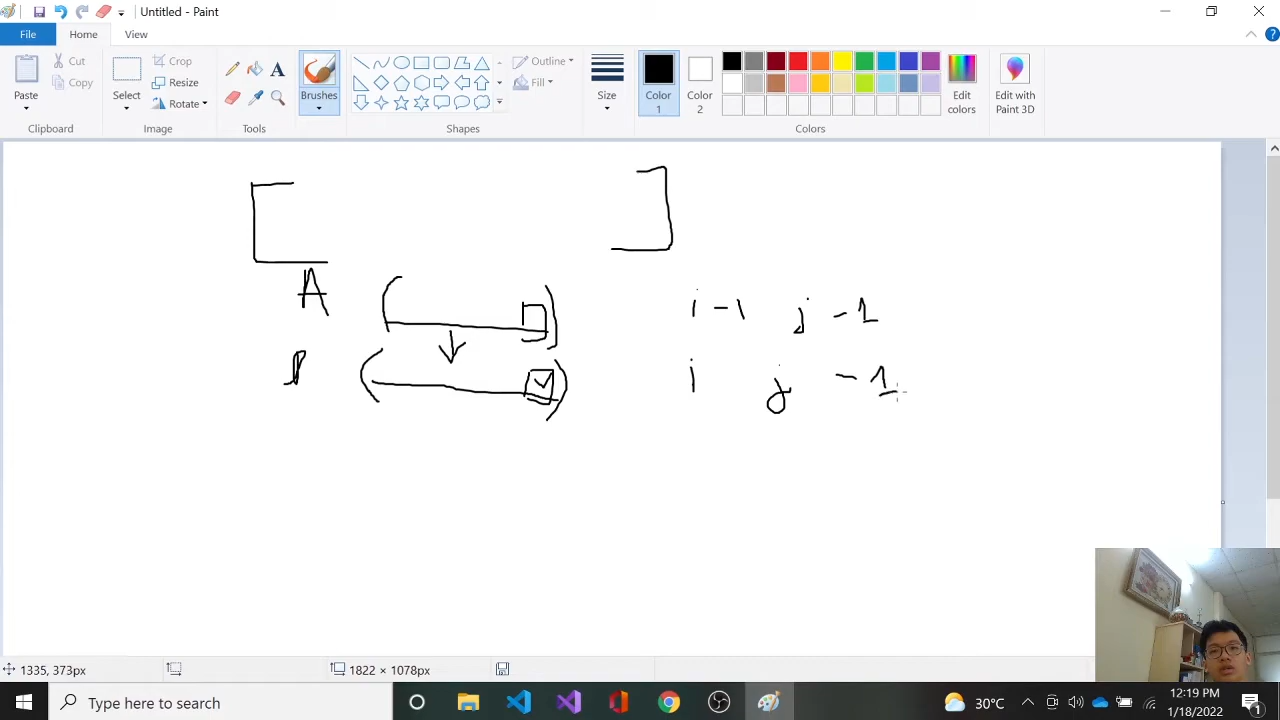 Untitled - Paint
File Home View
Paste
Cut
Copy
Clipboard
Select
Crop
Resize
Rotate
Image
A
Tools
Brushes
Outline
Fill
Shapes
Size
Color 1
Color 2
Edit colors
Colors
Edit with Paint 3D
A
i - 1 j - 1
i j - 1
1335, 373px
1822 × 1078px
Type here to search
30°C
12:19 PM
1/18/2022
1